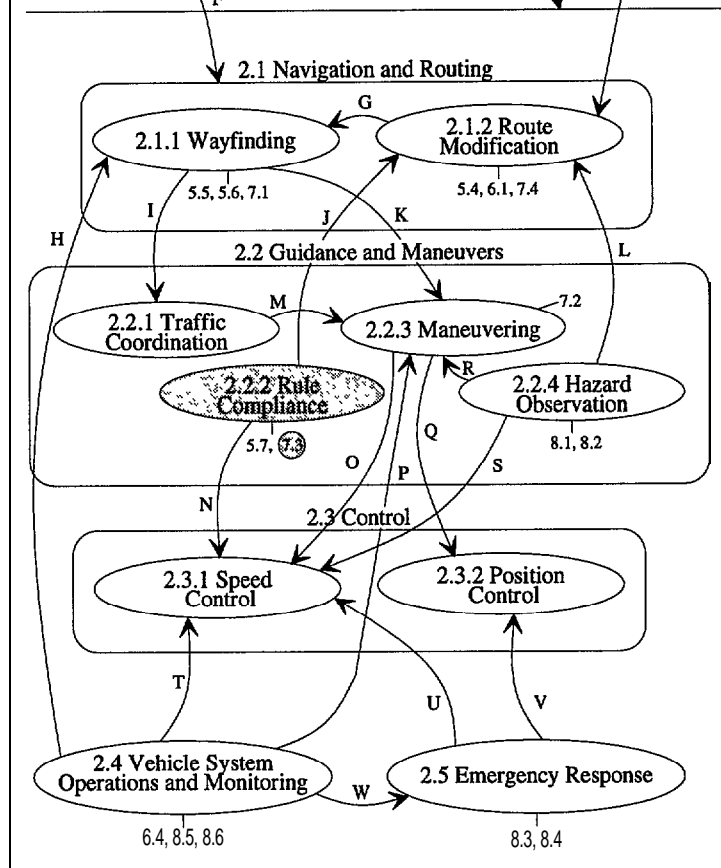 2.1 Navigation and Routing
G
2.1.1 Wayfinding
2.1.2 Route
Modification
5.5, 5.6, 7.1
5.4, 6.1, 7.4
I
J
K
H
L
2.2 Guidance and Maneuvers
2.2.1 Traffic
Coordination
M
2.2.3 Maneuvering
7.2
R
2.2.2 Rule
Compliance
2.2.4 Hazard
Observation
5.7, 7.3
8.1, 8.2
Q
O
P
S
N
2.3 Control
2.3.1 Speed
Control
2.3.2 Position
Control
T
U
V
2.4 Vehicle System
Operations and Monitoring
W
2.5 Emergency Response
6.4, 8.5, 8.6
8.3, 8.4